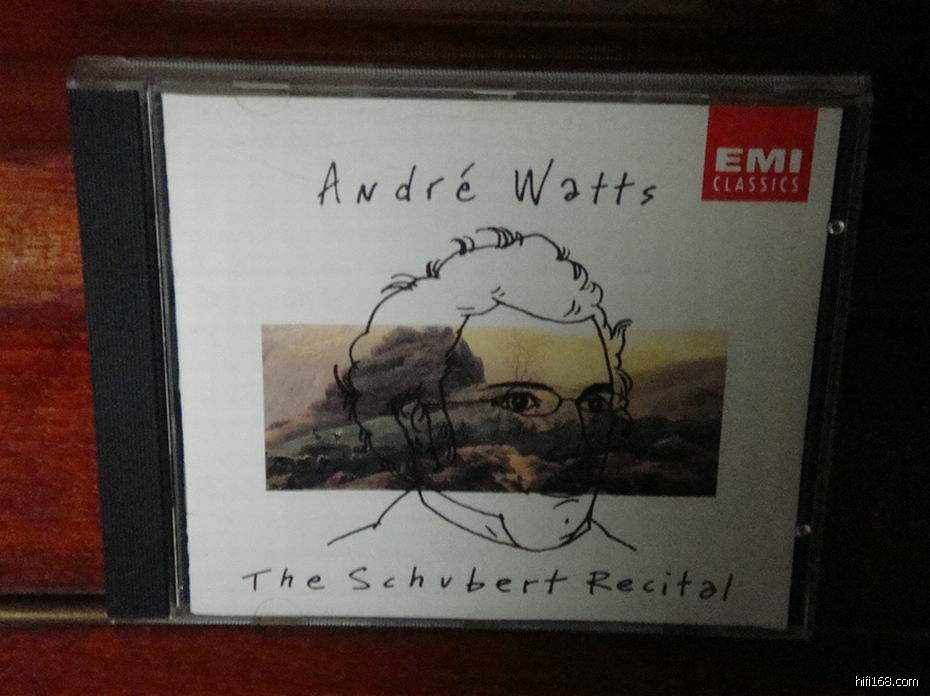 André Watts
EMI
CLASSICS
The Schubert Recital
hifi168.com